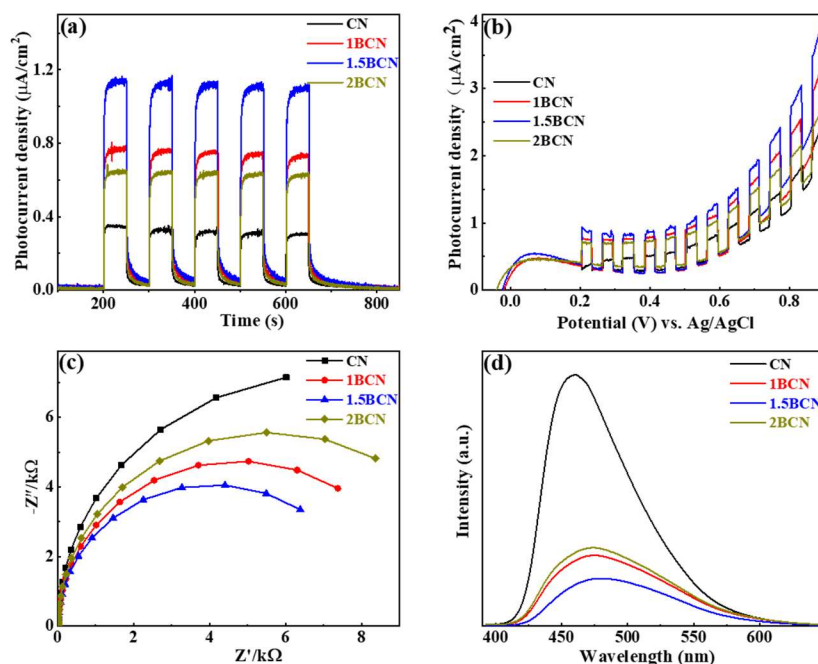 (a)
CN
1BCN
1.5BCN
2BCN
Photocurrent density (μA/cm²)
1.2
0.8
0.4
0.0
200 400 600 800
Time (s)
(b)
CN
1BCN
1.5BCN
2BCN
Photocurrent density (μA/cm²)
4
3
2
1
0
0.0 0.2 0.4 0.6 0.8
Potential (V) vs. Ag/AgCl
(c)
CN
1BCN
1.5BCN
2BCN
-Z''/kΩ
6
4
2
0
0 2 4 6 8
Z'/kΩ
(d)
CN
1BCN
1.5BCN
2BCN
Intensity (a.u.)
400 450 500 550 600
Wavelength (nm)